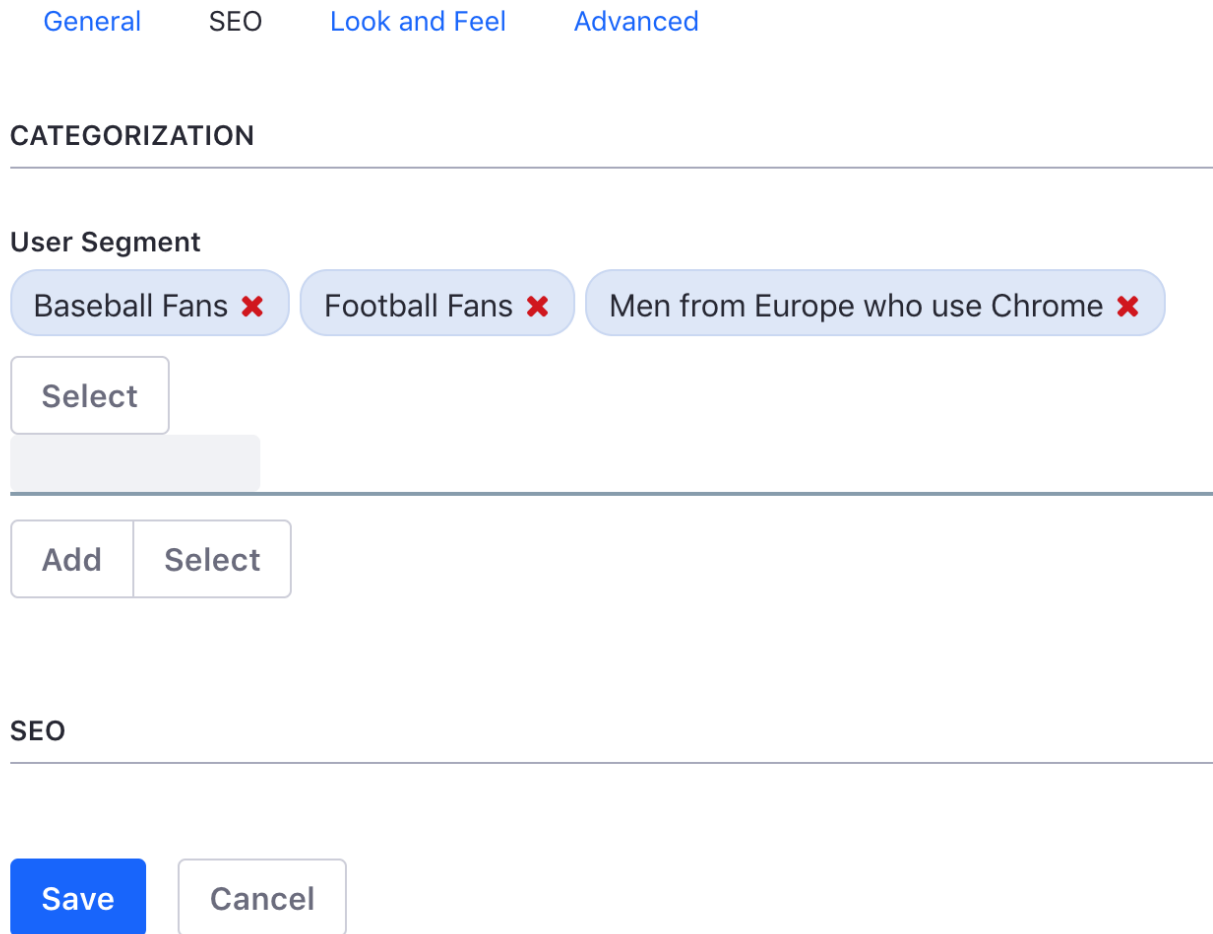 General SEO Look and Feel Advanced
CATEGORIZATION
User Segment
Baseball Fans Football Fans Men from Europe who use Chrome
Select
Add Select
SEO
Save Cancel